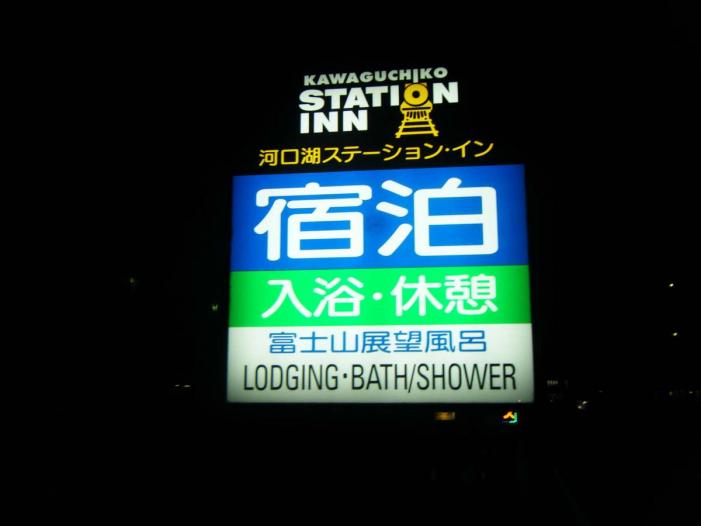 KAWAGUCHIKO
STATION
INN
河口湖ステーション・イン
宿泊
入浴・休憩
富士山展望風呂
LODGING・BATH/SHOWER